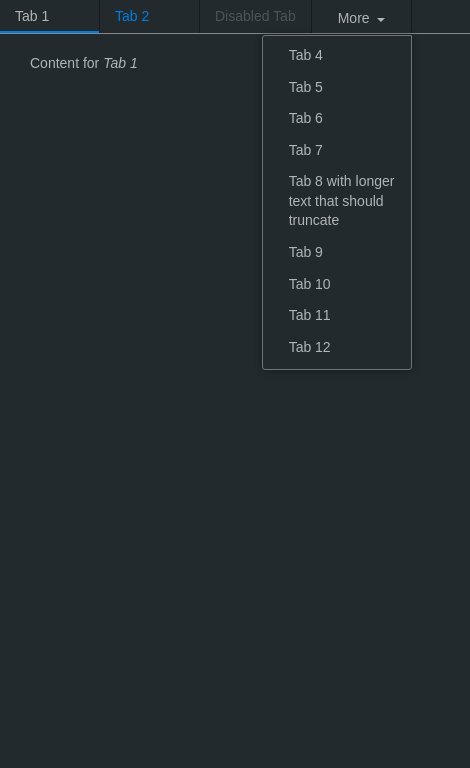 Tab 1
Tab 2
Disabled Tab
More
Content for Tab 1
Tab 4
Tab 5
Tab 6
Tab 7
Tab 8 with longer
text that should
truncate
Tab 9
Tab 10
Tab 11
Tab 12